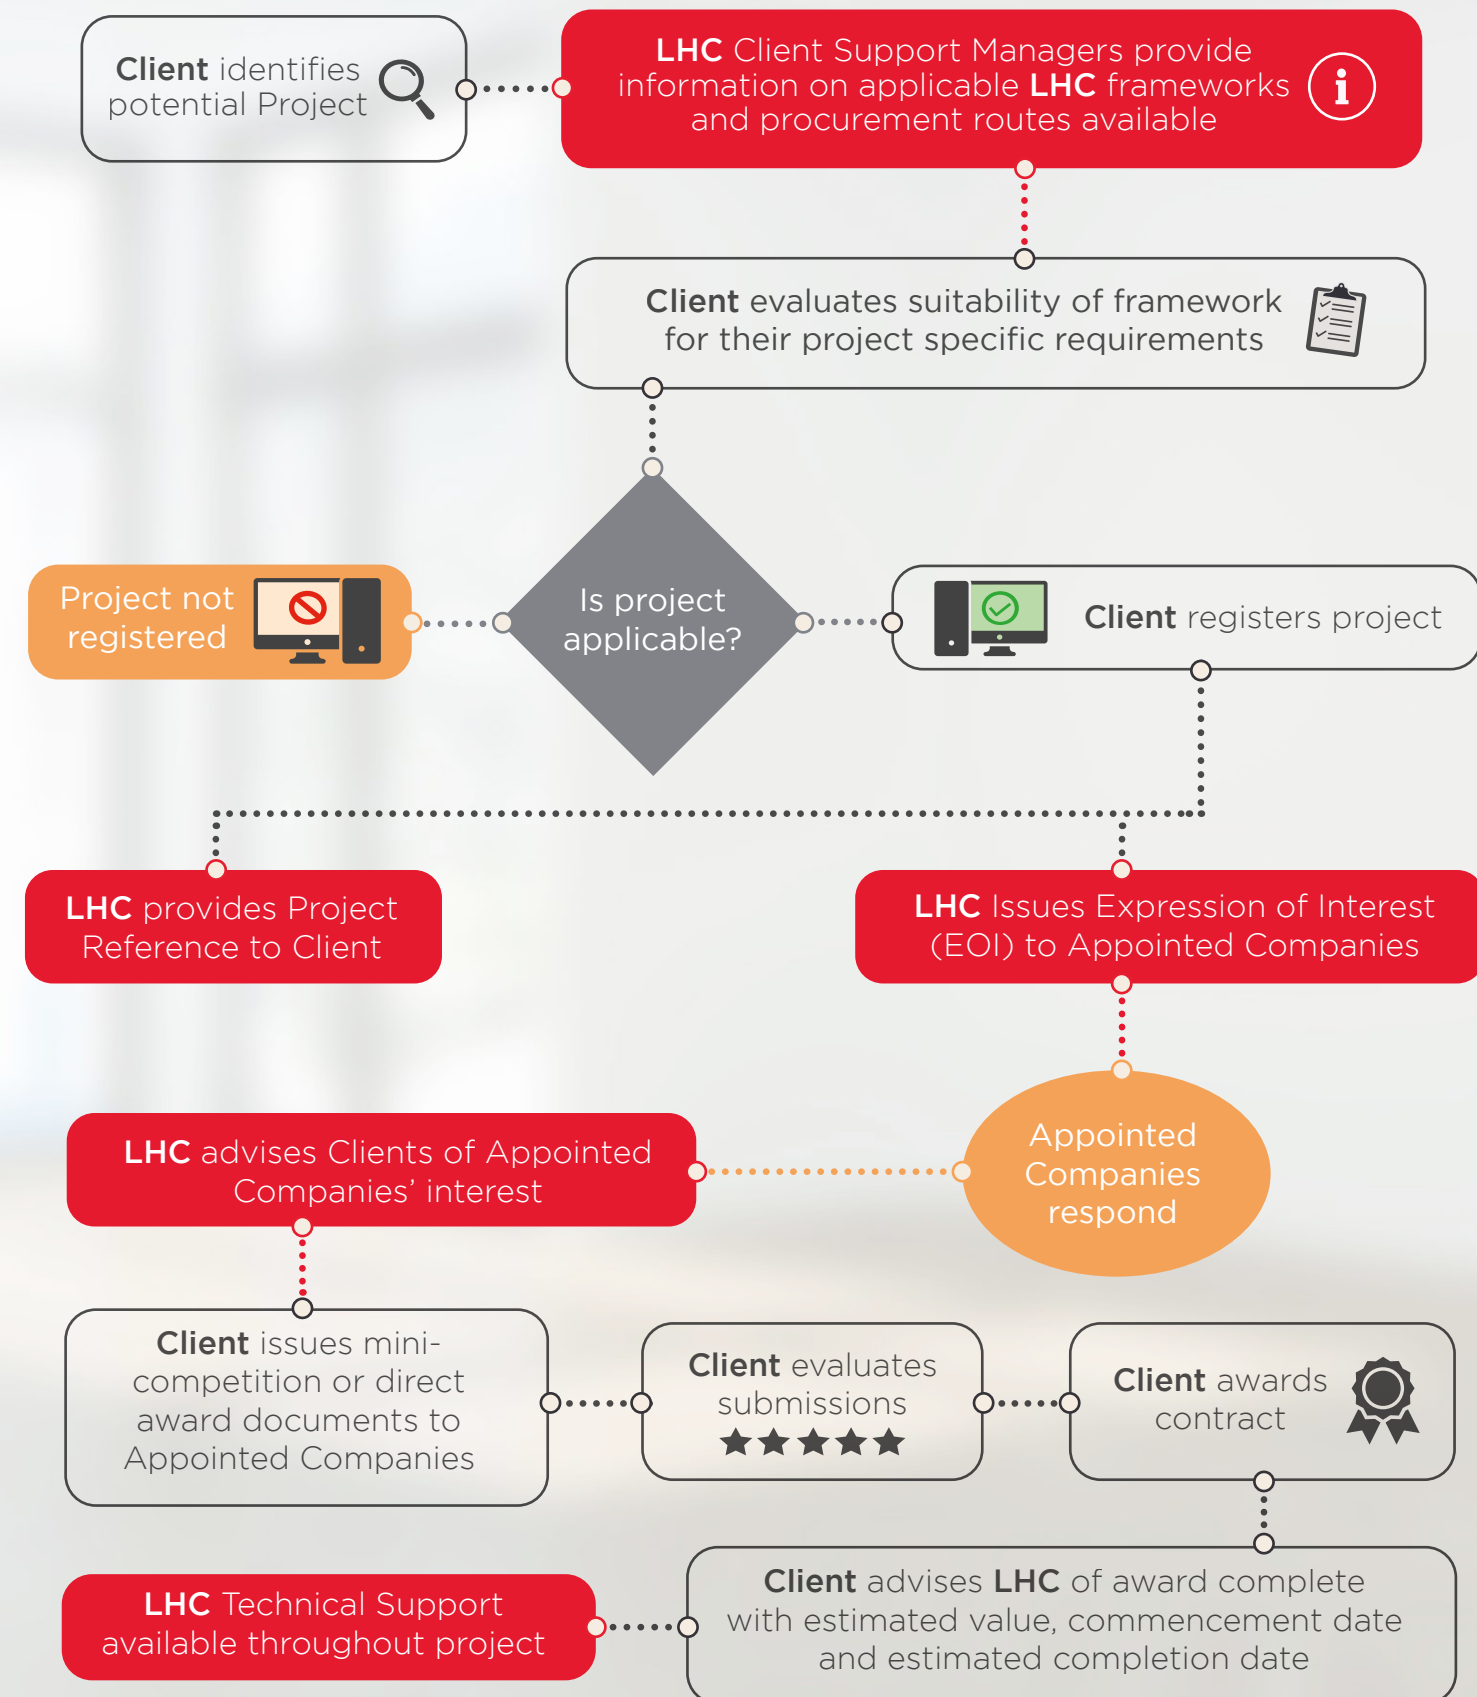 Client identifies
potential Project
LHC Client Support Managers provide
information on applicable LHC frameworks
and procurement routes available
i
Client evaluates suitability of framework
for their project specific requirements
Project not
registered
Is project
applicable?
Client registers project
LHC provides Project
Reference to Client
LHC Issues Expression of Interest
(EOI) to Appointed Companies
LHC advises Clients of Appointed
Companies’ interest
Appointed
Companies
respond
Client issues mini-
competition or direct
award documents to
Appointed Companies
Client evaluates
submissions
Client awards
contract
LHC Technical Support
available throughout project
Client advises LHC of award complete
with estimated value, commencement date
and estimated completion date